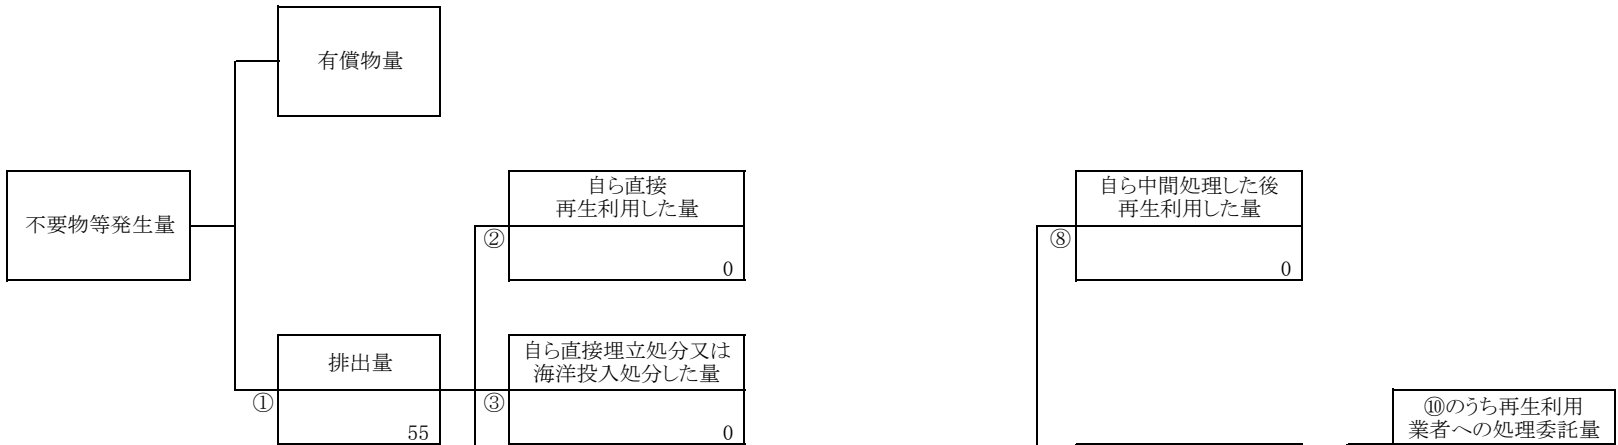 有償物量
不要物等発生量
自ら直接
再生利用した量
②
0
自ら中間処理した後
再生利用した量
⑧
0
排出量
①
55
自ら直接埋立処分又は
海洋投入処分した量
③
0
⑩のうち再生利用
業者への処理委託量